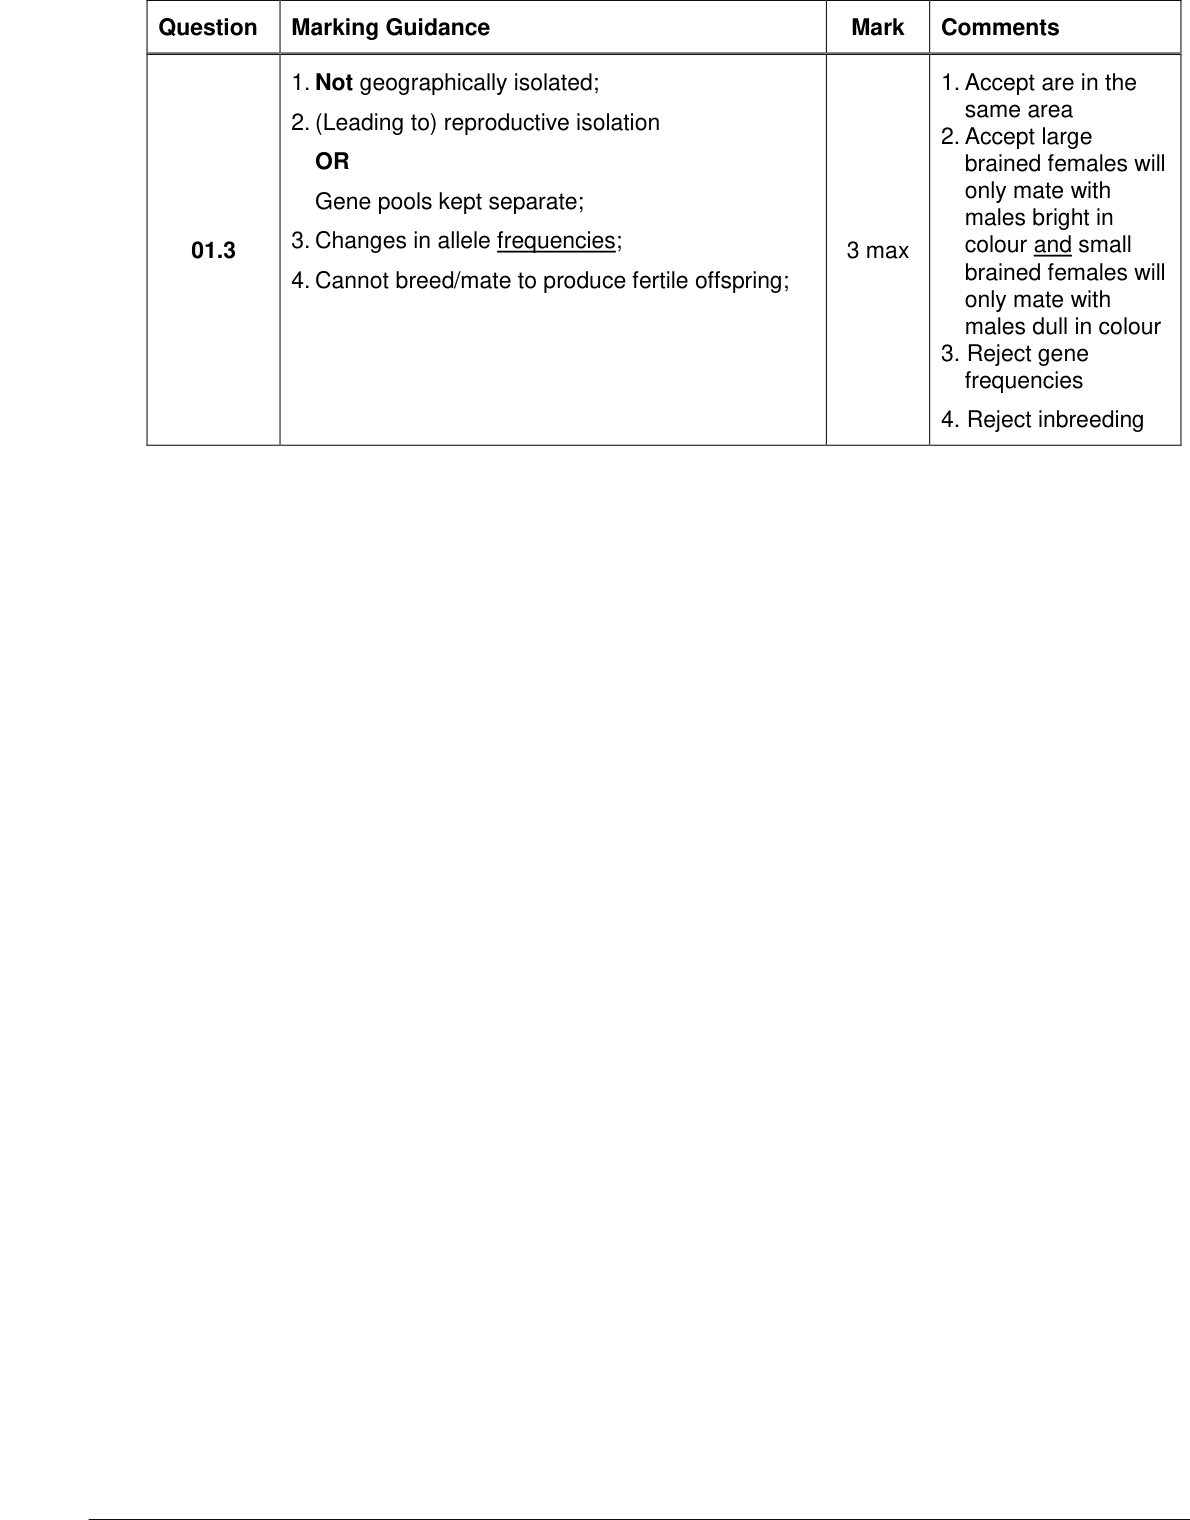 Question Marking Guidance Mark Comments
01.3
1. Not geographically isolated;
2. (Leading to) reproductive isolation
OR
Gene pools kept separate;
3. Changes in allele frequencies;
4. Cannot breed/mate to produce fertile offspring;
3 max
1. Accept are in the
same area
2. Accept large
brained females will
only mate with
males bright in
colour and small
brained females will
only mate with
males dull in colour
3. Reject gene
frequencies
4. Reject inbreeding